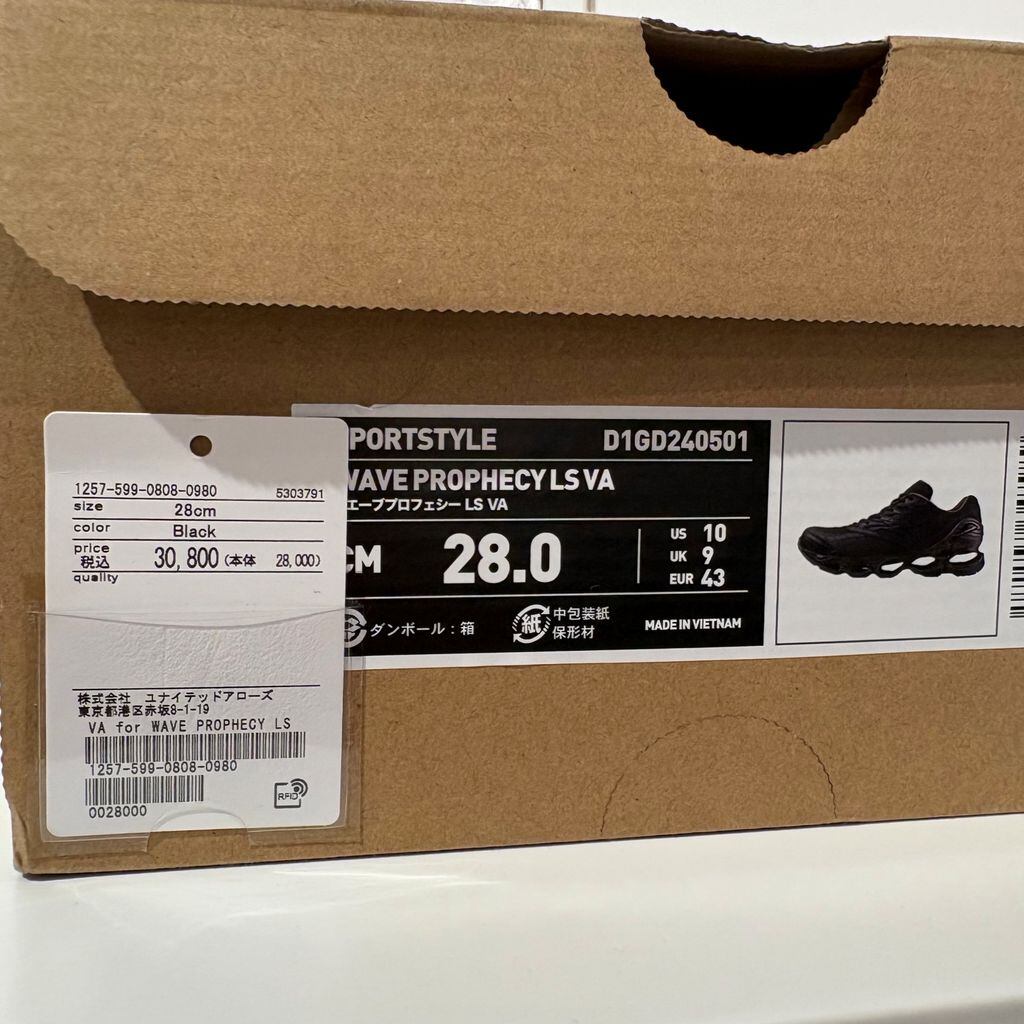 1257-599-0808-0980 5303791
size 28cm
color Black
price
税込 30,800 (本体 28,000)
quality
株式会社 ユナイテッドアローズ
東京都港区赤坂8-1-19
VA for WAVE PROPHECY LS
1257-599-0808-0980
0028000
RFID
PORTSTYLE D1GD240501
WAVE PROPHECY LS VA
エーブプロフェシー LS VA
CM 28.0
US 10
UK 9
EUR 43
ダンボール：箱
紙 中包装紙
保形材
MADE IN VIETNAM